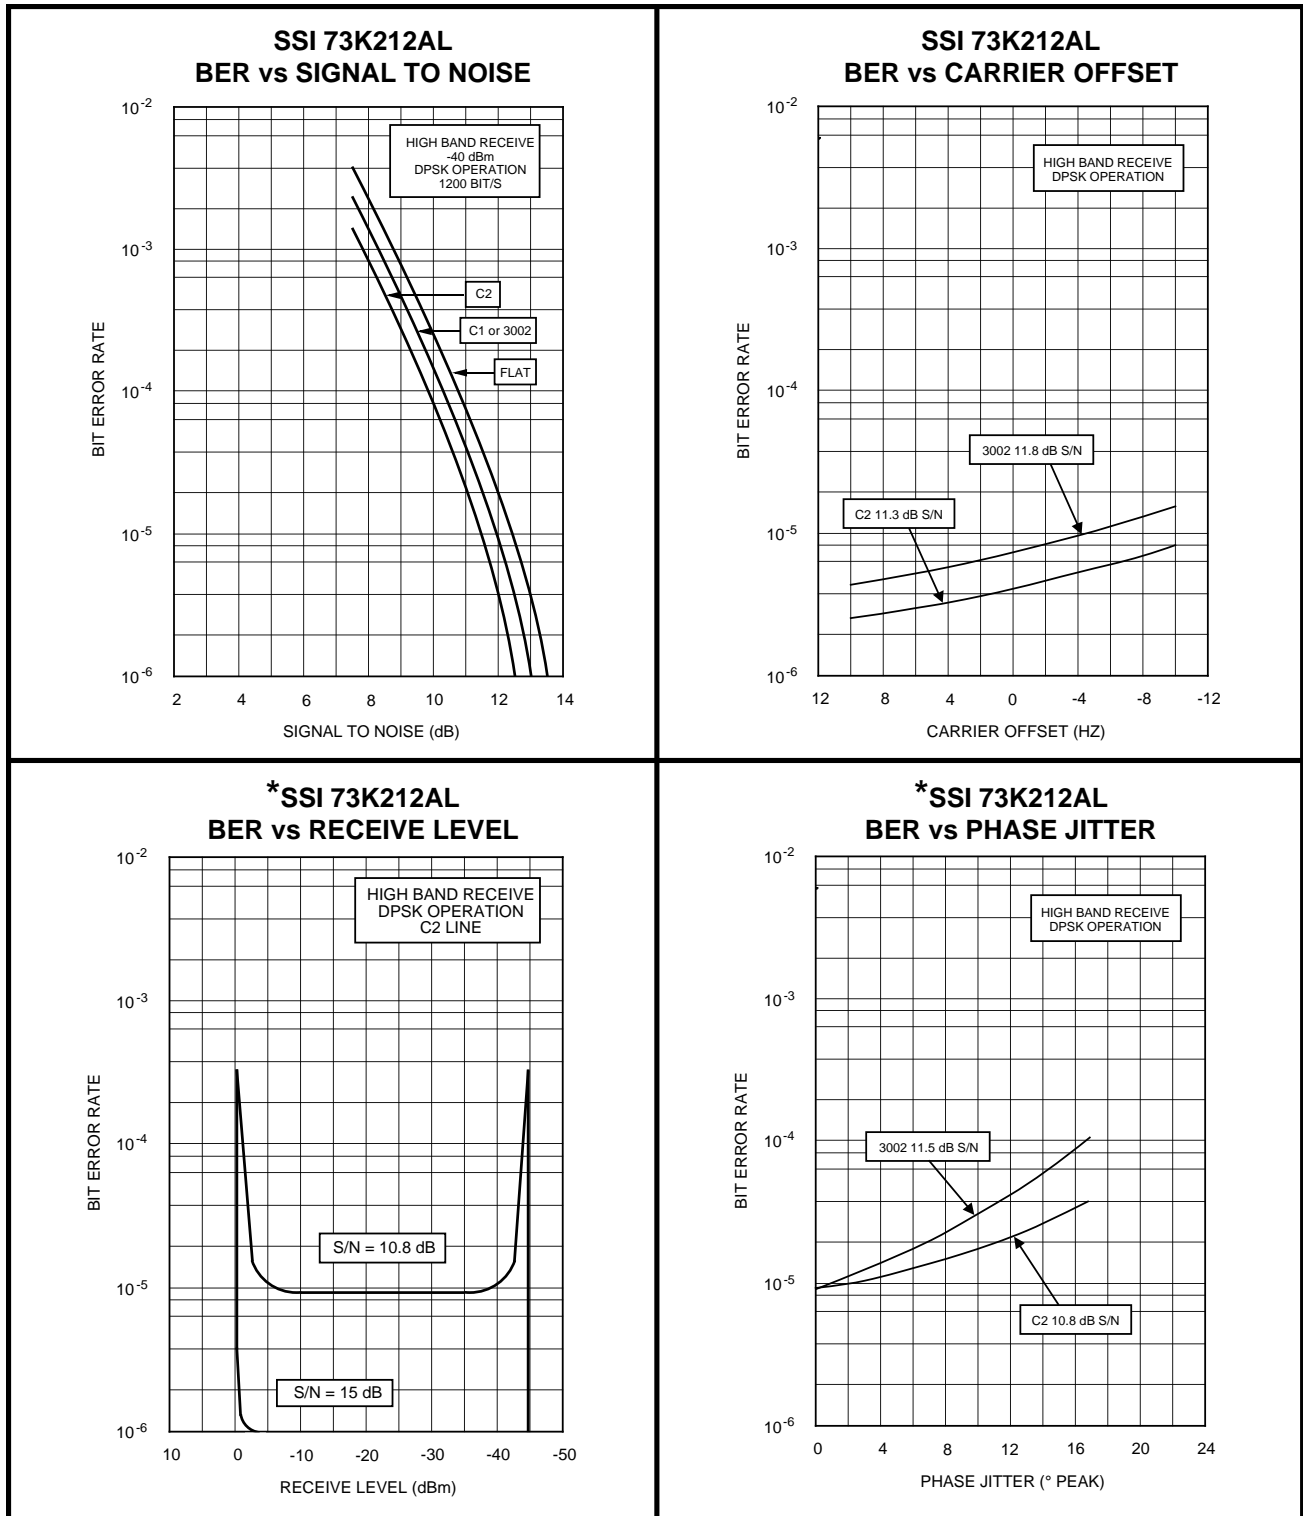 SSI 73K212AL
BER vs SIGNAL TO NOISE
10-2
10-3
10-4
10-5
10-6
BIT ERROR RATE
HIGH BAND RECEIVE
-40 dBm
DPSK OPERATION
1200 BIT/S
C2
C1 or 3002
FLAT
2 4 6 8 10 12 14
SIGNAL TO NOISE (dB)
SSI 73K212AL
BER vs CARRIER OFFSET
10-2
10-3
10-4
10-5
10-6
BIT ERROR RATE
HIGH BAND RECEIVE
DPSK OPERATION
3002 11.8 dB S/N
C2 11.3 dB S/N
12 8 4 0 -4 -8 -12
CARRIER OFFSET (HZ)
*SSI 73K212AL
BER vs RECEIVE LEVEL
10-2
10-3
10-4
10-5
10-6
BIT ERROR RATE
HIGH BAND RECEIVE
DPSK OPERATION
C2 LINE
S/N = 10.8 dB
S/N = 15 dB
10 0 -10 -20 -30 -40 -50
RECEIVE LEVEL (dBm)
*SSI 73K212AL
BER vs PHASE JITTER
10-2
10-3
10-4
10-5
10-6
BIT ERROR RATE
HIGH BAND RECEIVE
DPSK OPERATION
3002 11.5 dB S/N
C2 10.8 dB S/N
0 4 8 12 16 20 24
PHASE JITTER (° PEAK)